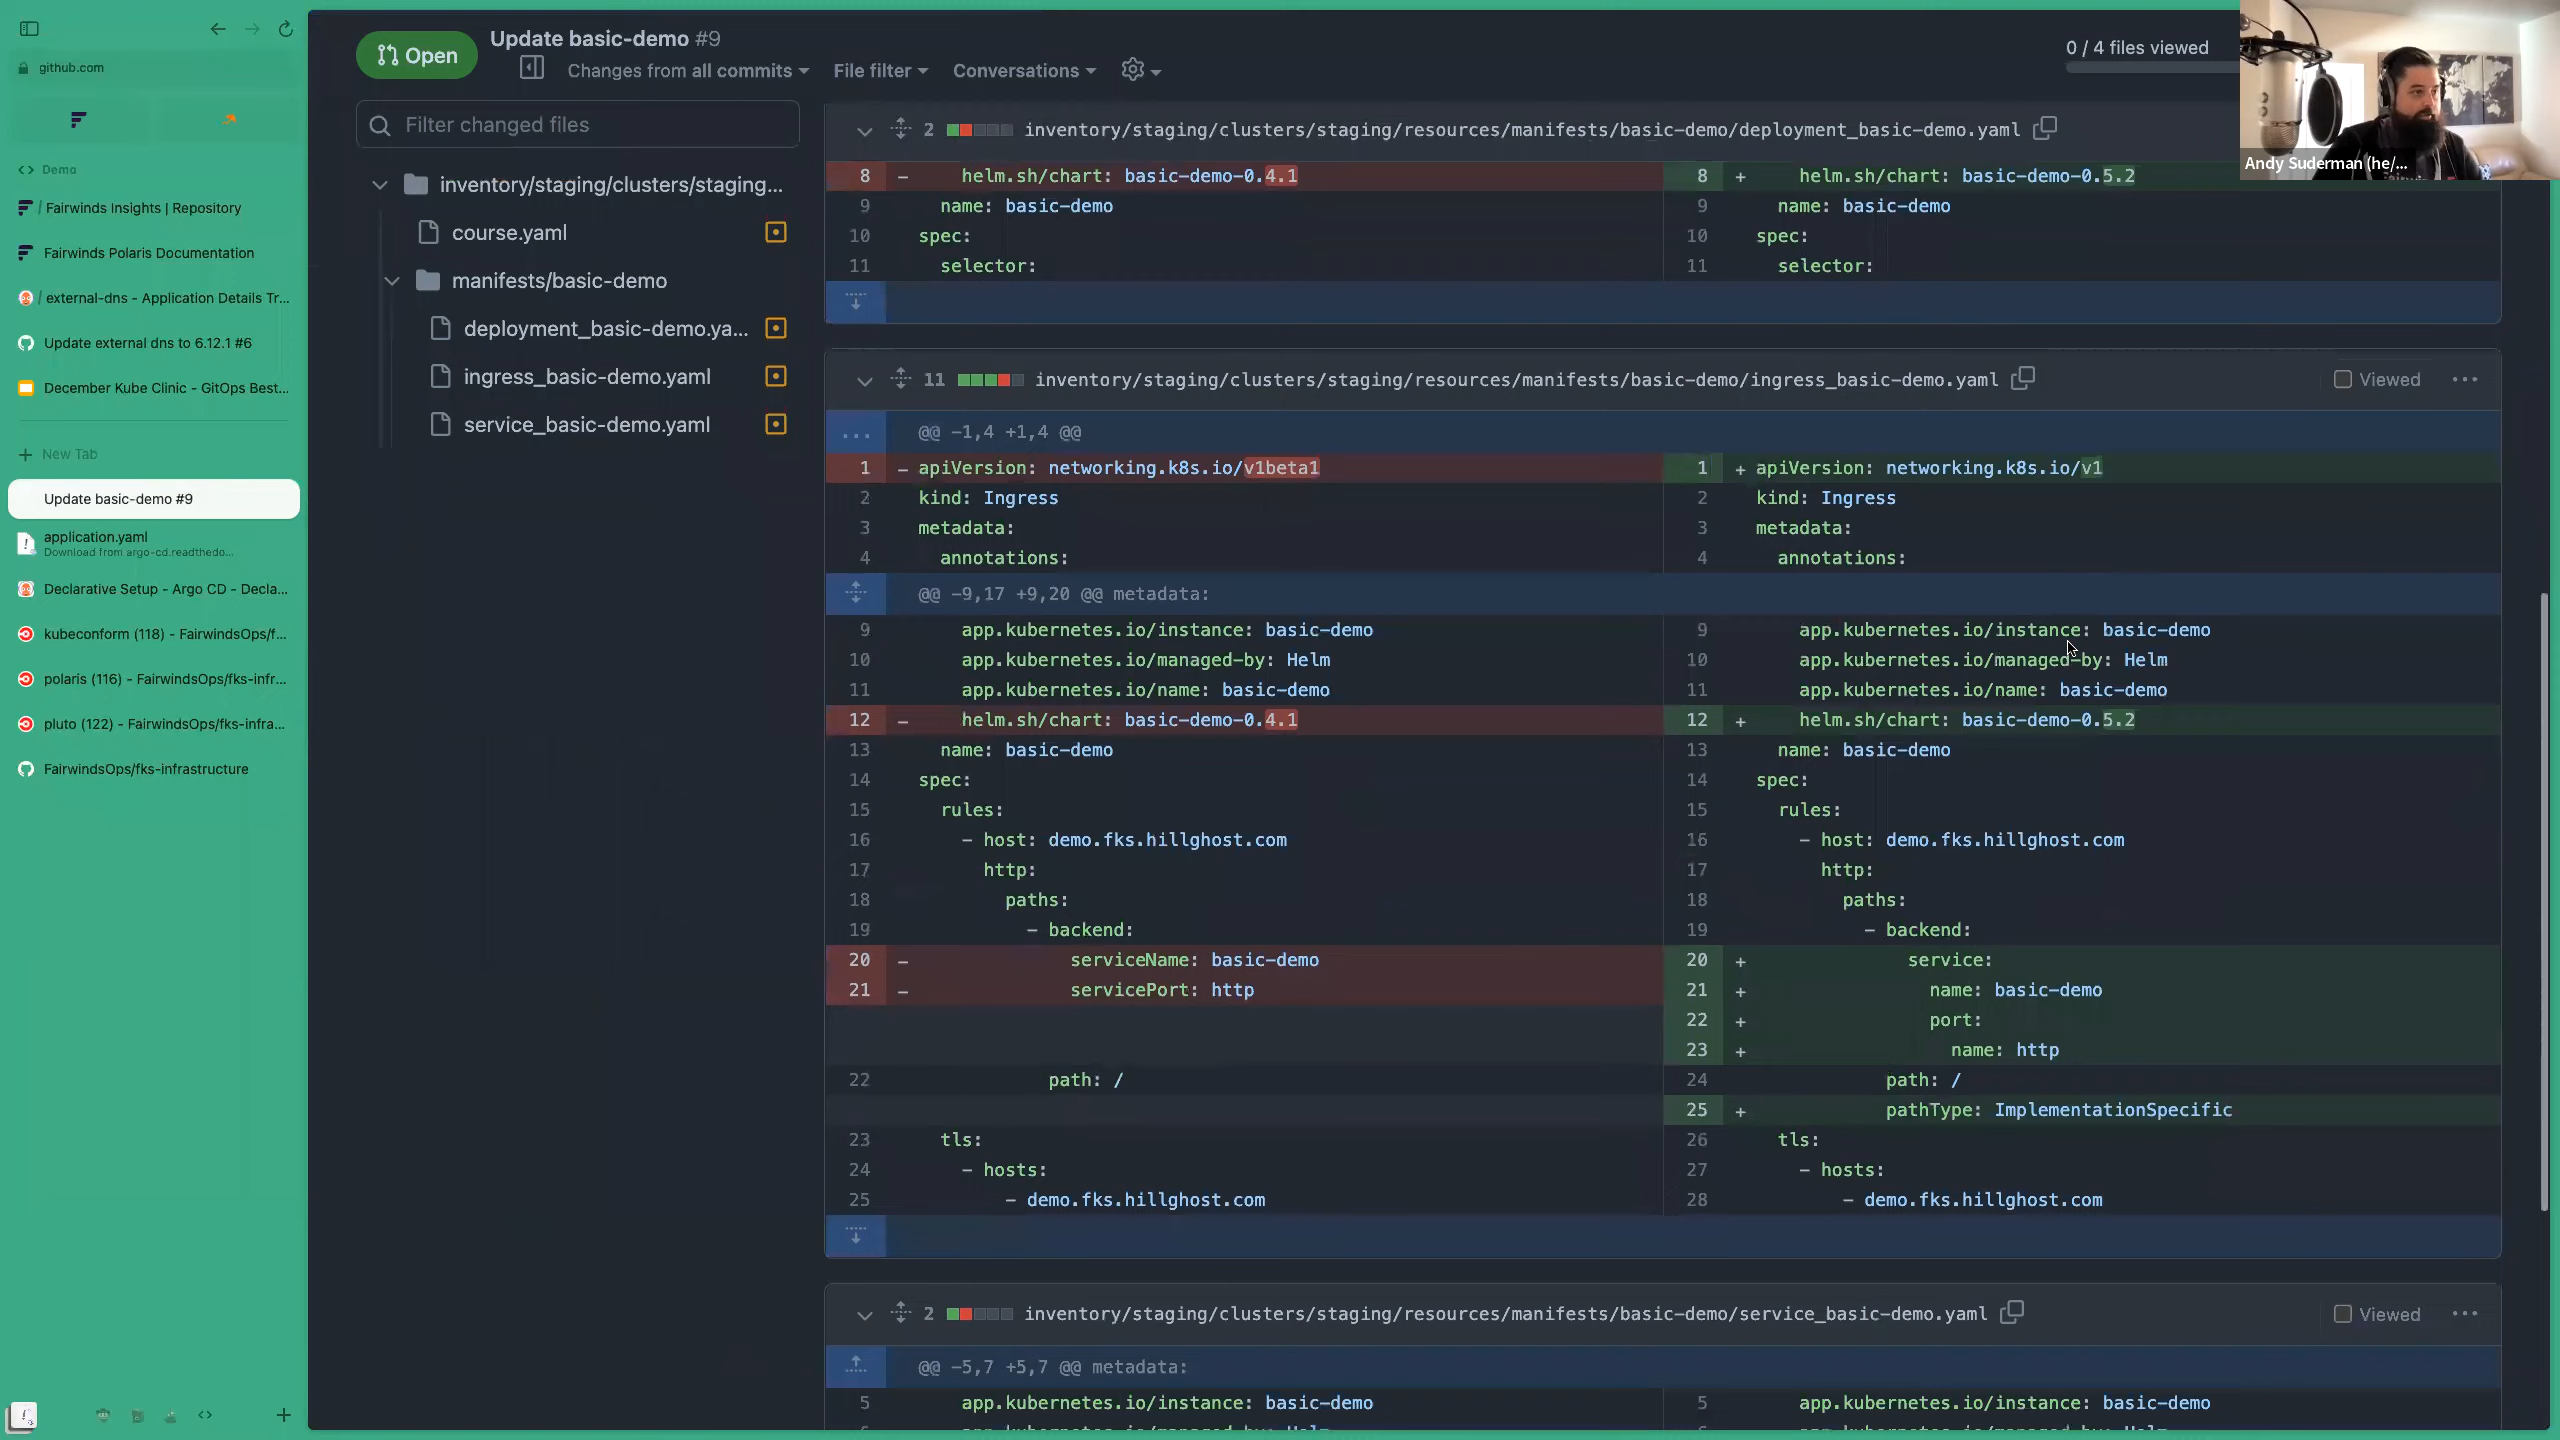 github.com
Demo
/ Fairwinds Insights | Repository
Fairwinds Polaris Documentation
/ external-dns - Application Details Tr...
Update external dns to 6.12.1 #6
December Kube Clinic - GitOps Best...
New Tab
Update basic-demo #9
application.yaml
Download from argo-cd.readthedo...
Declarative Setup - Argo CD - Decla...
kubeconform (118) - FairwindsOps/f...
polaris (116) - FairwindsOps/fks-infr...
pluto (122) - FairwindsOps/fks-infra...
FairwindsOps/fks-infrastructure
Open
Update basic-demo #9
Changes from all commits
File filter
Conversations
0 / 4 files viewed
Andy Suderman (he/...
Filter changed files
inventory/staging/clusters/staging...
course.yaml
manifests/basic-demo
deployment_basic-demo.ya...
ingress_basic-demo.yaml
service_basic-demo.yaml
2 inventory/staging/clusters/staging/resources/manifests/basic-demo/deployment_basic-demo.yaml
8 - helm.sh/chart: basic-demo-0.4.1 8 + helm.sh/chart: basic-demo-0.5.2
9 name: basic-demo 9 name: basic-demo
10 spec: 10 spec:
11 selector: 11 selector:
11 inventory/staging/clusters/staging/resources/manifests/basic-demo/ingress_basic-demo.yaml Viewed ...
... @@ -1,4 +1,4 @@
1 - apiVersion: networking.k8s.io/v1beta1 1 + apiVersion: networking.k8s.io/v1
2 kind: Ingress 2 kind: Ingress
3 metadata: 3 metadata:
4 annotations: 4 annotations:
@@ -9,17 +9,20 @@ metadata:
9 app.kubernetes.io/instance: basic-demo 9 app.kubernetes.io/instance: basic-demo
10 app.kubernetes.io/managed-by: Helm 10 app.kubernetes.io/managed-by: Helm
11 app.kubernetes.io/name: basic-demo 11 app.kubernetes.io/name: basic-demo
12 - helm.sh/chart: basic-demo-0.4.1 12 + helm.sh/chart: basic-demo-0.5.2
13 name: basic-demo 13 name: basic-demo
14 spec: 14 spec:
15 rules: 15 rules:
16 - host: demo.fks.hillghost.com 16 - host: demo.fks.hillghost.com
17 http: 17 http:
18 paths: 18 paths:
19 - backend: 19 - backend:
20 - serviceName: basic-demo 20 + service:
21 - servicePort: http 21 + name: basic-demo
22 + port:
23 + name: http
22 path: / 24 path: /
25 + pathType: ImplementationSpecific
23 tls: 26 tls:
24 - hosts: 27 - hosts:
25 - demo.fks.hillghost.com 28 - demo.fks.hillghost.com
2 inventory/staging/clusters/staging/resources/manifests/basic-demo/service_basic-demo.yaml Viewed ...
@@ -5,7 +5,7 @@ metadata:
5 app.kubernetes.io/instance: basic-demo 5 app.kubernetes.io/instance: basic-demo